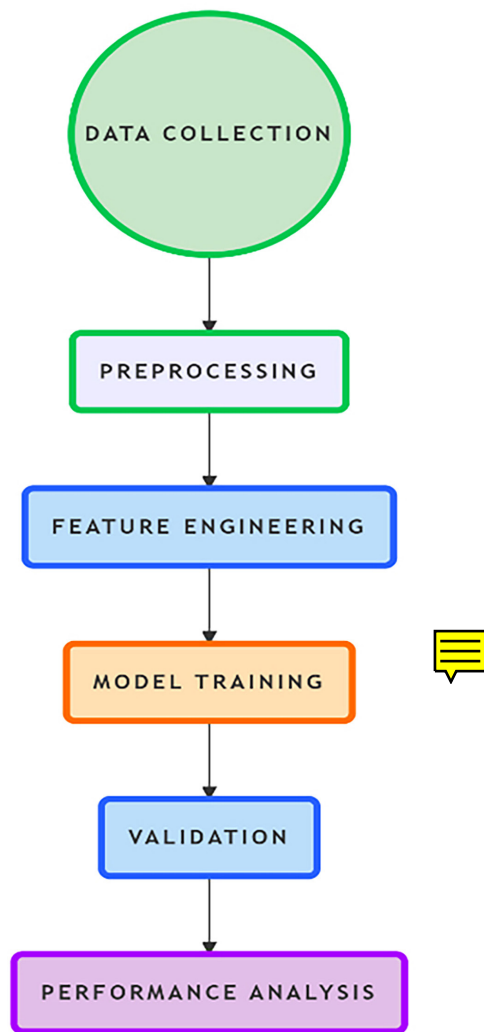 DATA COLLECTION
PREPROCESSING
FEATURE ENGINEERING
MODEL TRAINING
VALIDATION
PERFORMANCE ANALYSIS